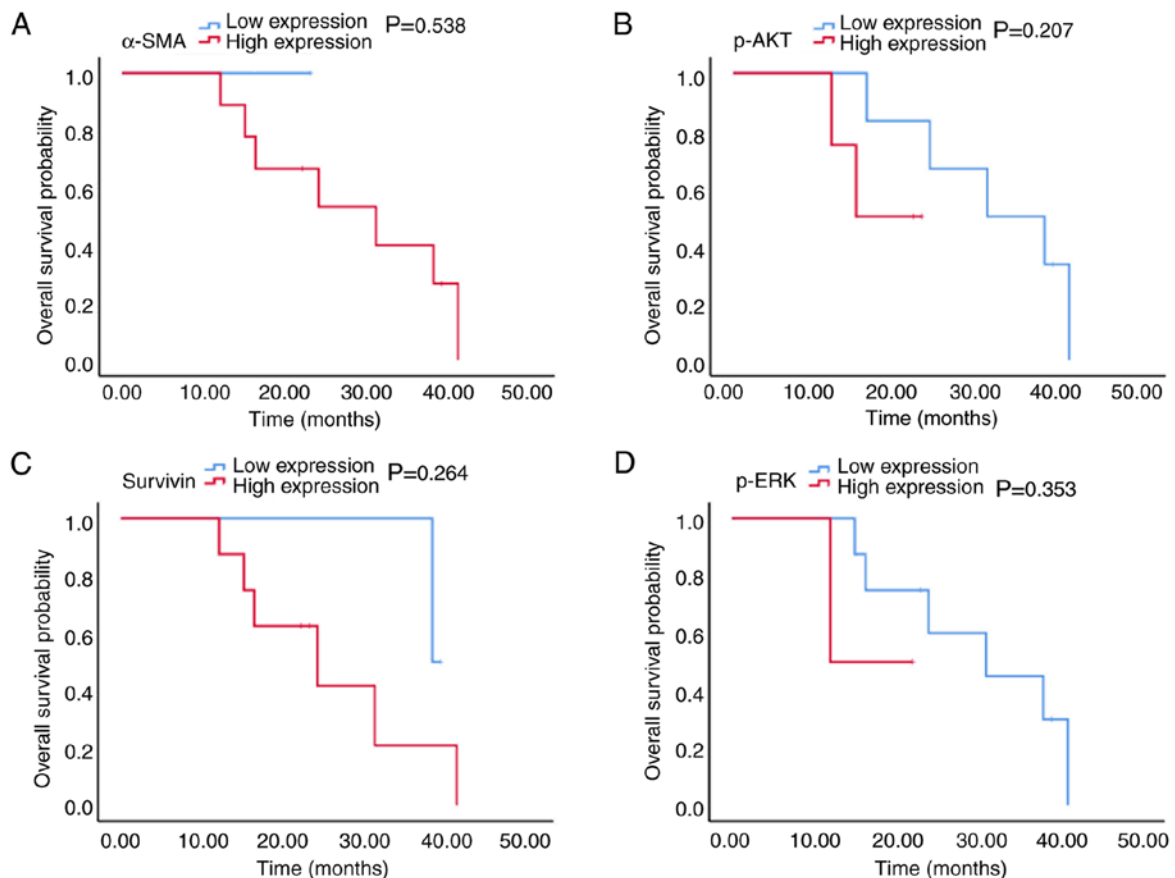 A
α-SMA
Low expression
High expression
P=0.538
Overall survival probability
1.0
0.8
0.6
0.4
0.2
0.0
0.00 10.00 20.00 30.00 40.00 50.00
Time (months)
B
p-AKT
Low expression
High expression
P=0.207
Overall survival probability
1.0
0.8
0.6
0.4
0.2
0.0
0.00 10.00 20.00 30.00 40.00 50.00
Time (months)
C
Survivin
Low expression
High expression
P=0.264
Overall survival probability
1.0
0.8
0.6
0.4
0.2
0.0
0.00 10.00 20.00 30.00 40.00 50.00
Time (months)
D
p-ERK
Low expression
High expression
P=0.353
Overall survival probability
1.0
0.8
0.6
0.4
0.2
0.0
0.00 10.00 20.00 30.00 40.00 50.00
Time (months)